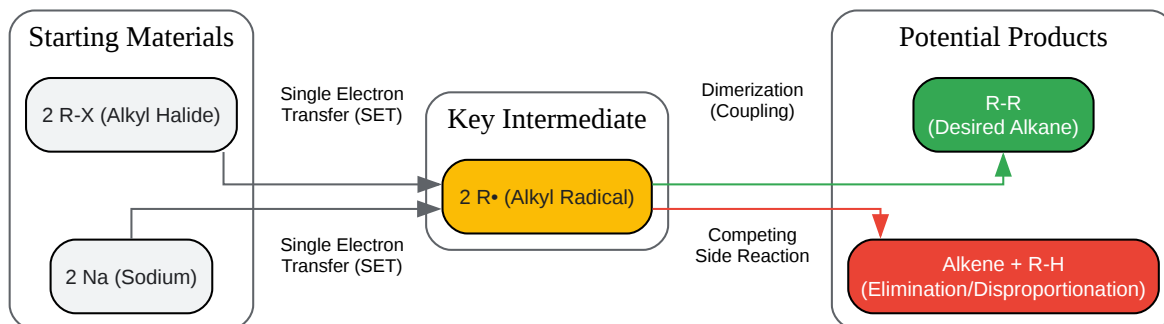 Starting Materials
2 R-X (Alkyl Halide)
2 Na (Sodium)
Single Electron
Transfer (SET)
Single Electron
Transfer (SET)
Key Intermediate
2 R• (Alkyl Radical)
Dimerization
(Coupling)
Competing
Side Reaction
Potential Products
R-R
(Desired Alkane)
Alkene + R-H
(Elimination/Disproportionation)